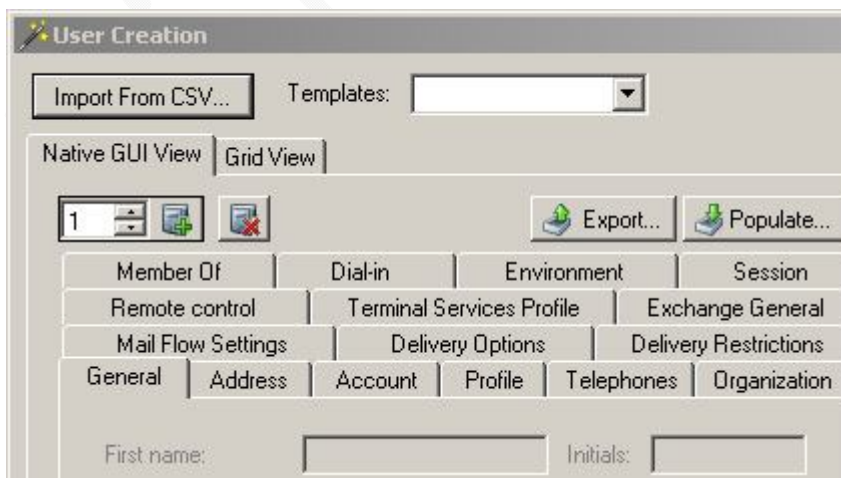 User Creation
Import From CSV... Templates:
Native GUI View Grid View
1 Export... Populate...
Member Of Dial-in Environment Session
Remote control Terminal Services Profile Exchange General
Mail Flow Settings Delivery Options Delivery Restrictions
General Address Account Profile Telephones Organization
First name: Initials: